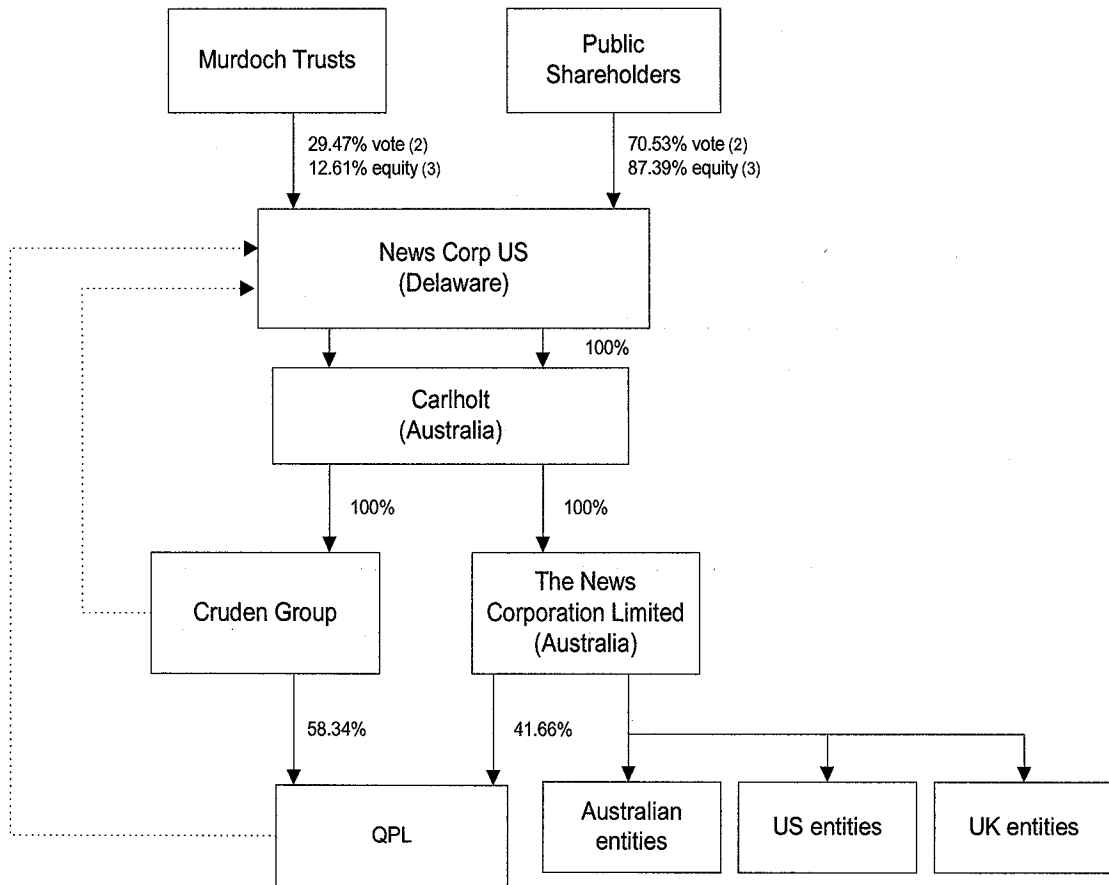 Murdoch Trusts
Public
Shareholders
29.47% vote (2)
12.61% equity (3)
70.53% vote (2)
87.39% equity (3)
News Corp US
(Delaware)
100%
Carlholt
(Australia)
100%
100%
Cruden Group
The News
Corporation Limited
(Australia)
58.34%
41.66%
QPL
Australian
entities
US entities
UK entities